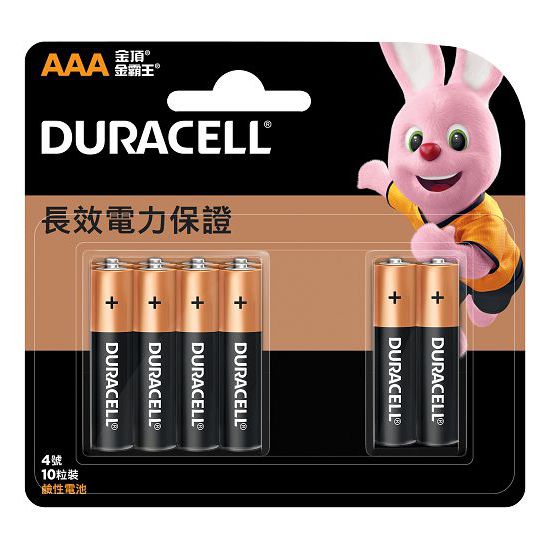 AAA 金頂®
金霸王®
DURACELL®
長效電力保證
+ + + + + +
DURACELL®
DURACELL®
DURACELL®
DURACELL®
DURACELL®
DURACELL®
4號
10粒裝
鹼性電池